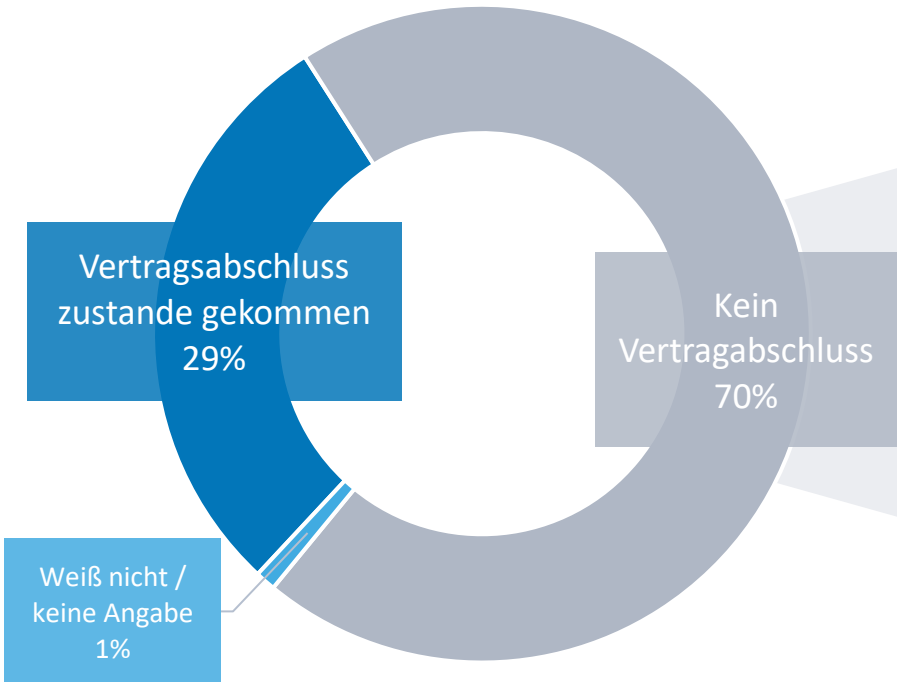 Vertragsabschluss
zustande gekommen
29%
Kein
Vertragabschluss
70%
Weiß nicht /
keine Angabe
1%